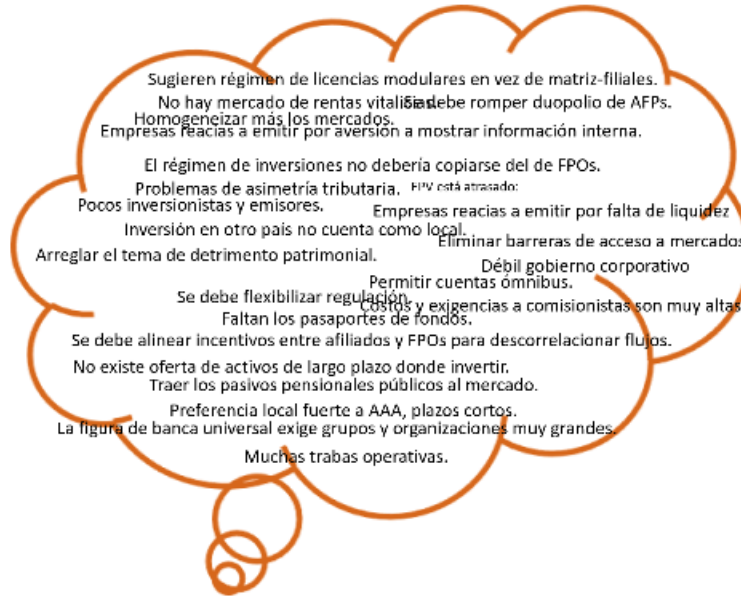 Sugieren régimen de licencias modulares en vez de matriz-filiales.
No hay mercado de rentas vitalicias.
Se debe romper duopolio de AFPs.
Homogeneizar más los mercados.
Empresas reacias a emitir por aversión a mostrar información interna.
El régimen de inversiones no debería copiarse del de FPOs.
Problemas de asimetría tributaria.
FPV está atrasado:
Pocos inversionistas y emisores.
Empresas reacias a emitir por falta de liquidez
Inversión en otro país no cuenta como local.
Eliminar barreras de acceso a mercados
Arreglar el tema de detrimento patrimonial.
Débil gobierno corporativo
Permitir cuentas ómnibus.
Se debe flexibilizar regulación.
Costos y exigencias a comisionistas son muy altas
Faltan los pasaportes de fondos.
Se debe alinear incentivos entre afiliados y FPOs para descorrelacionar flujos.
No existe oferta de activos de largo plazo donde invertir.
Traer los pasivos pensionales públicos al mercado.
Preferencia local fuerte a AAA, plazos cortos.
La figura de banca universal exige grupos y organizaciones muy grandes.
Muchas trabas operativas.